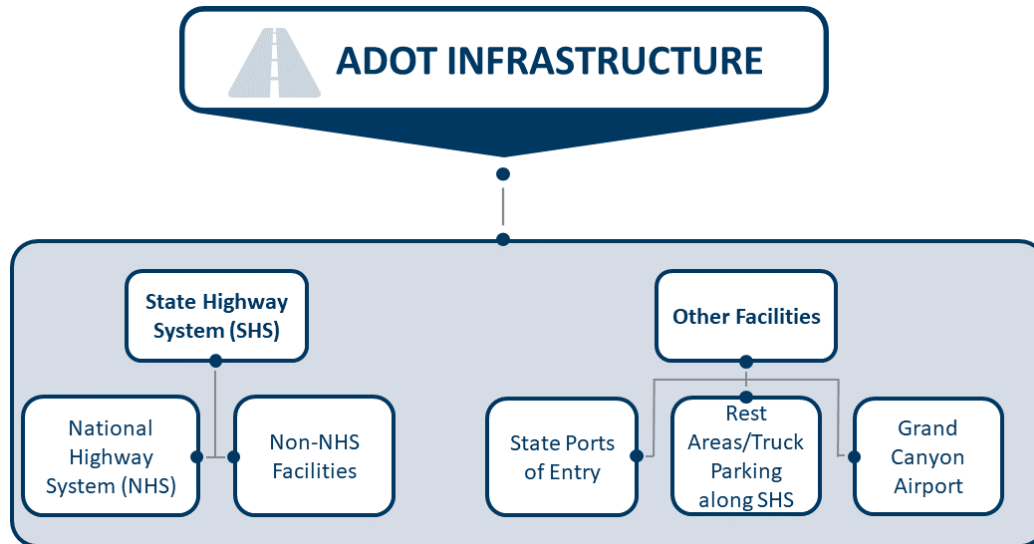 ADOT INFRASTRUCTURE
State Highway
System (SHS)
Other Facilities
National
Highway
System (NHS)
Non-NHS
Facilities
State Ports
of Entry
Rest
Areas/Truck
Parking
along SHS
Grand
Canyon
Airport